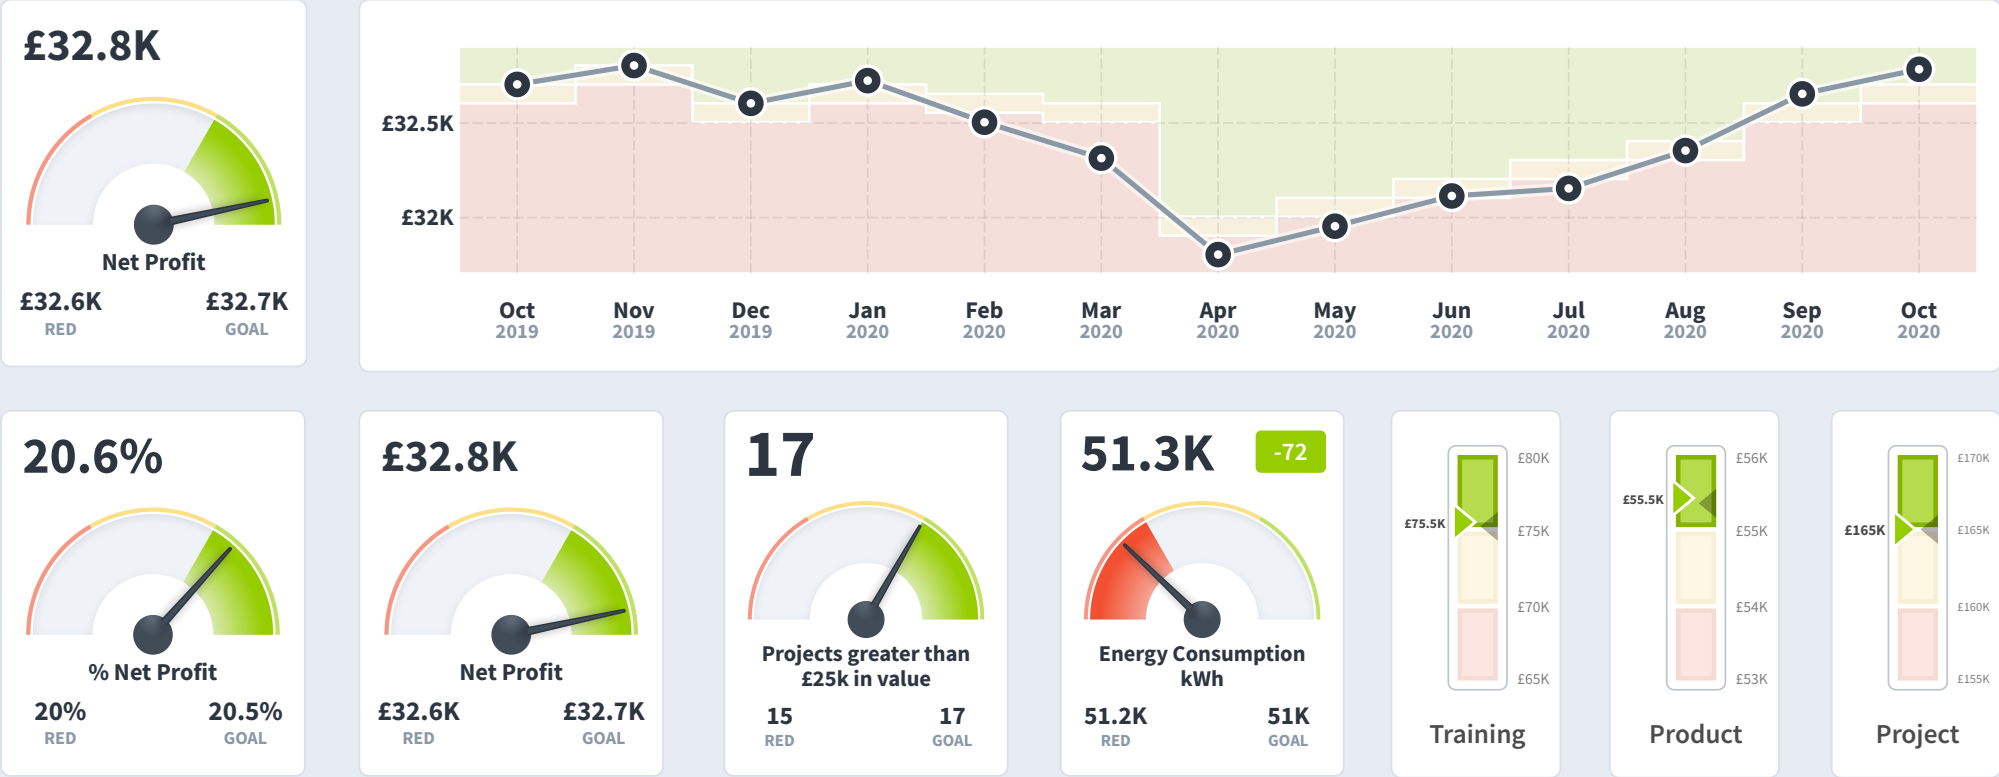 £32.8K
Net Profit
£32.6K £32.7K
RED GOAL
£32.5K
£32K
Oct Nov Dec Jan Feb Mar Apr May Jun Jul Aug Sep Oct
2019 2019 2019 2020 2020 2020 2020 2020 2020 2020 2020 2020 2020
20.6%
% Net Profit
20% 20.5%
RED GOAL
£32.8K
Net Profit
£32.6K £32.7K
RED GOAL
17
Projects greater than
£25k in value
15 17
RED GOAL
51.3K -72
Energy Consumption
kWh
51.2K 51K
RED GOAL
£80K
£75.5K £75K
£70K
£65K
Training
£56K
£55.5K
£55K
£54K
£53K
Product
£170K
£165K £165K
£160K
£155K
Project